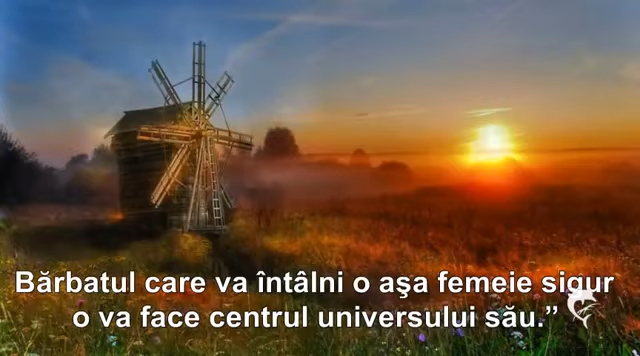 Bărbatul care va întâlni o aşa femeie sigur
o va face centrul universului său.”